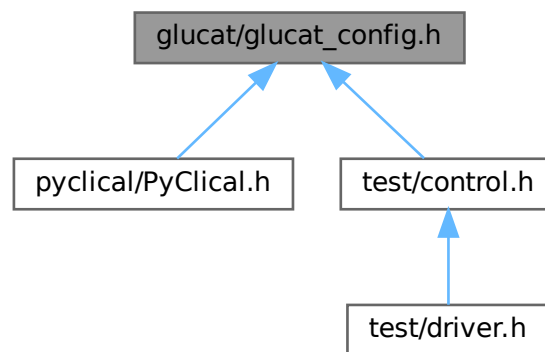 glucat/glucat_config.h
pyclical/PyClical.h
test/control.h
test/driver.h